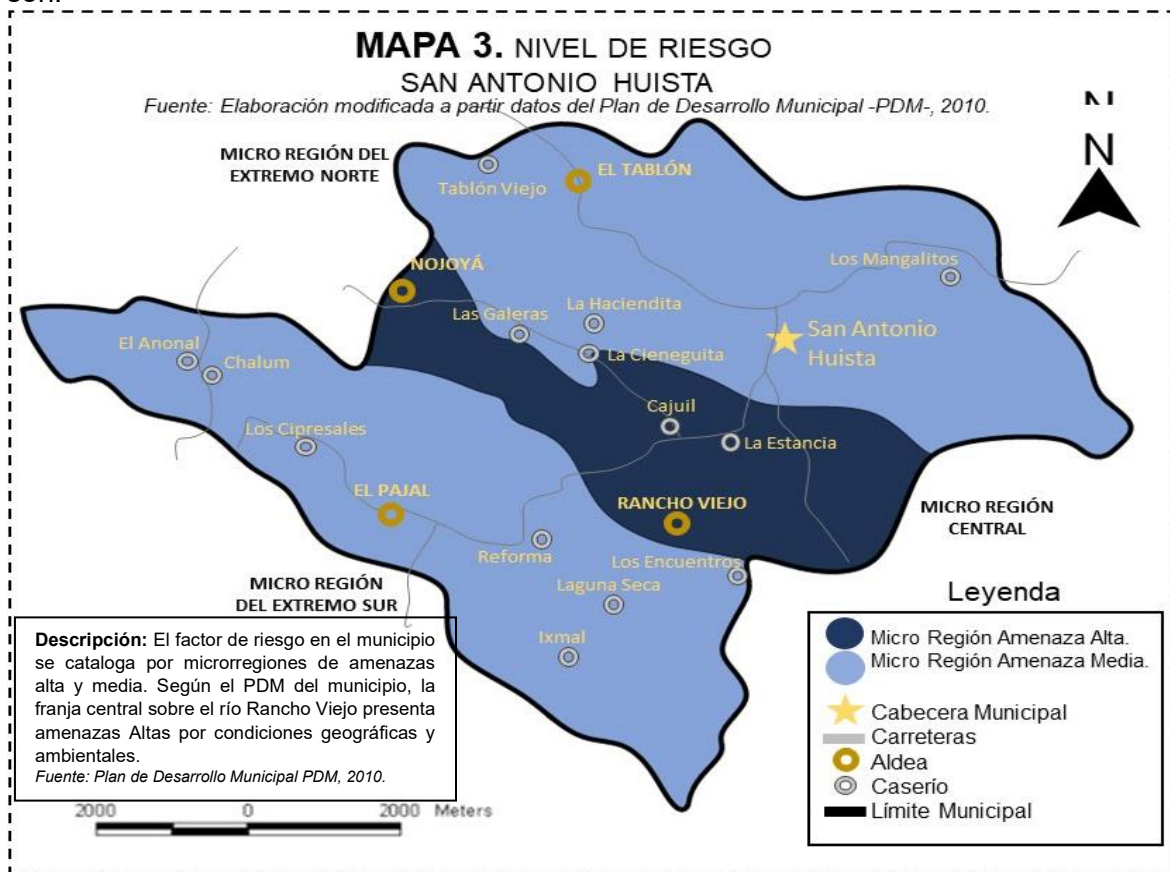 MAPA 3. NIVEL DE RIESGO
SAN ANTONIO HUISTA
Fuente: Elaboración modificada a partir datos del Plan de Desarrollo Municipal -PDM-, 2010.
N
N
MICRO REGIÓN DEL
EXTREMO NORTE
Tablón Viejo
EL TABLÓN
NOJOYÁ
Los Mangalitos
La Haciendita
Las Galeras
San Antonio
Huista
El Anonal
Chalum
La Cieneguita
Cajuil
Los Cipresales
La Estancia
EL PAJAL
RANCHO VIEJO
MICRO REGIÓN
CENTRAL
Reforma
Los Encuentros
MICRO REGIÓN
DEL EXTREMO SUR
Laguna Seca
Ixmal
Descripción: El factor de riesgo en el municipio
se cataloga por microrregiones de amenazas
alta y media. Según el PDM del municipio, la
franja central sobre el río Rancho Viejo presenta
amenazas Altas por condiciones geográficas y
ambientales.
Fuente: Plan de Desarrollo Municipal PDM, 2010.
2000 0 2000 Meters
Leyenda
Micro Región Amenaza Alta.
Micro Región Amenaza Media.
Cabecera Municipal
Carreteras
Aldea
Caserío
Límite Municipal